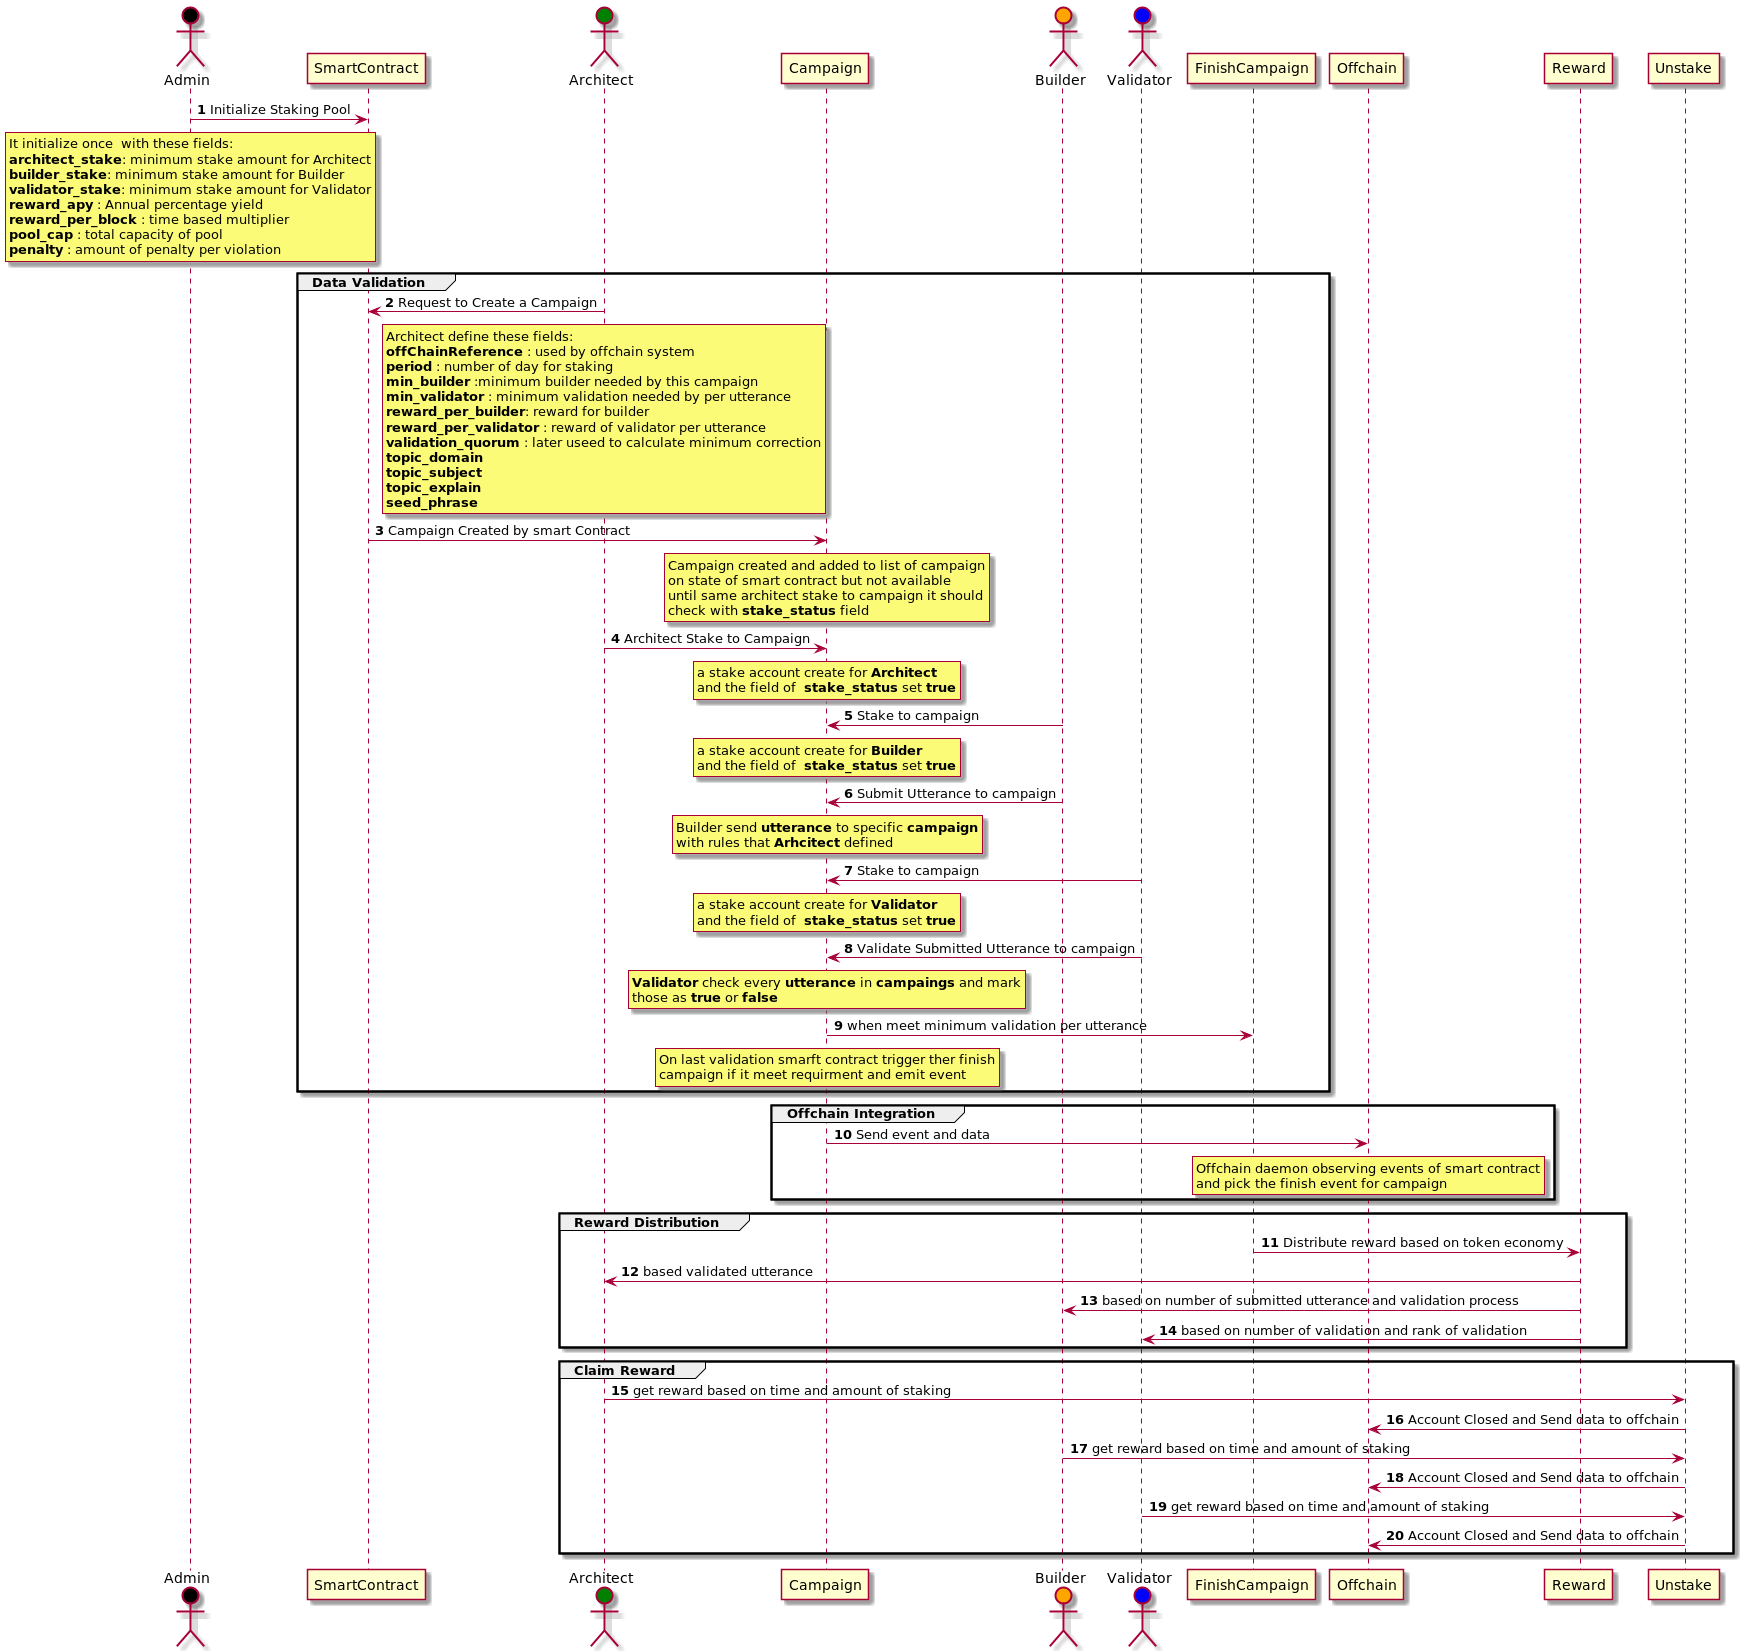 Admin
SmartContract
Architect
Campaign
Builder
Validator
FinishCampaign
Offchain
Reward
Unstake
1 Initialize Staking Pool
It initialize once  with these fields:
architect_stake: minimum stake amount for Architect
builder_stake: minimum stake amount for Builder
validator_stake: minimum stake amount for Validator
reward_apy : Annual percentage yield
reward_per_block : time based multiplier
pool_cap : total capacity of pool
penalty : amount of penalty per violation
Data Validation
2 Request to Create a Campaign
Architect define these fields:
offChainReference : used by offchain system
period : number of day for staking
min_builder :minimum builder needed by this campaign
min_validator : minimum validation needed by per utterance
reward_per_builder: reward for builder
reward_per_validator : reward of validator per utterance
validation_quorum : later useed to calculate minimum correction
topic_domain
topic_subject
topic_explain
seed_phrase
3 Campaign Created by smart Contract
Campaign created and added to list of campaign
on state of smart contract but not available
until same architect stake to campaign it should
check with stake_status field
4 Architect Stake to Campaign
a stake account create for Architect
and the field of  stake_status set true
5 Stake to campaign
a stake account create for Builder
and the field of  stake_status set true
6 Submit Utterance to campaign
Builder send utterance to specific campaign
with rules that Arhcitect defined
7 Stake to campaign
a stake account create for Validator
and the field of  stake_status set true
8 Validate Submitted Utterance to campaign
Validator check every utterance in campaings and mark
those as true or false
9 when meet minimum validation per utterance
On last validation smarft contract trigger ther finish
campaign if it meet requirment and emit event
Offchain Integration
10 Send event and data
Offchain daemon observing events of smart contract
and pick the finish event for campaign
Reward Distribution
11 Distribute reward based on token economy
12 based validated utterance
13 based on number of submitted utterance and validation process
14 based on number of validation and rank of validation
Claim Reward
15 get reward based on time and amount of staking
16 Account Closed and Send data to offchain
17 get reward based on time and amount of staking
18 Account Closed and Send data to offchain
19 get reward based on time and amount of staking
20 Account Closed and Send data to offchain
Admin
SmartContract
Architect
Campaign
Builder
Validator
FinishCampaign
Offchain
Reward
Unstake